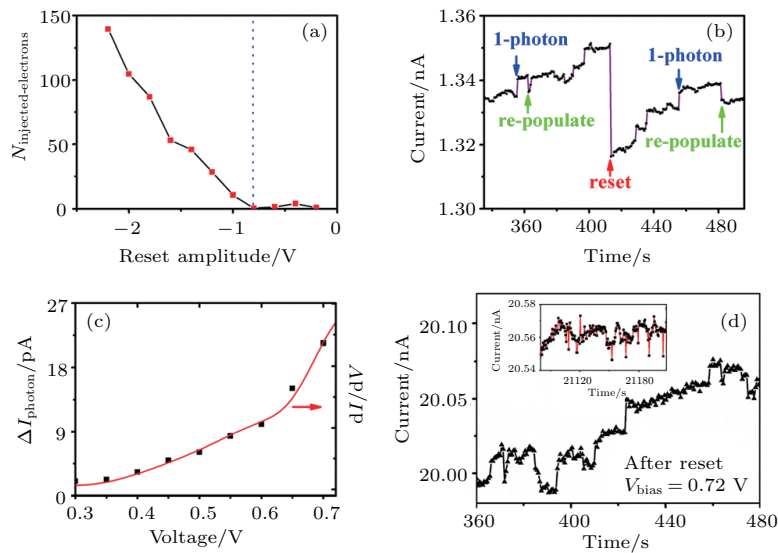 (a)
150
100
50
0
N injected-electrons
−2
−1
0
Reset amplitude/V
(b)
1.36
1.34
1.32
1.30
Current/nA
1-photon
re-populate
reset
1-photon
re-populate
360
400
440
480
Time/s
(c)
27
18
9
0
ΔI photon/pA
dI/dV
0.3
0.4
0.5
0.6
0.7
Voltage/V
(d)
20.10
20.05
20.00
Current/nA
20.58
20.56
20.54
Current/nA
21120
21180
Time/s
After reset
V bias = 0.72 V
360
400
440
480
Time/s